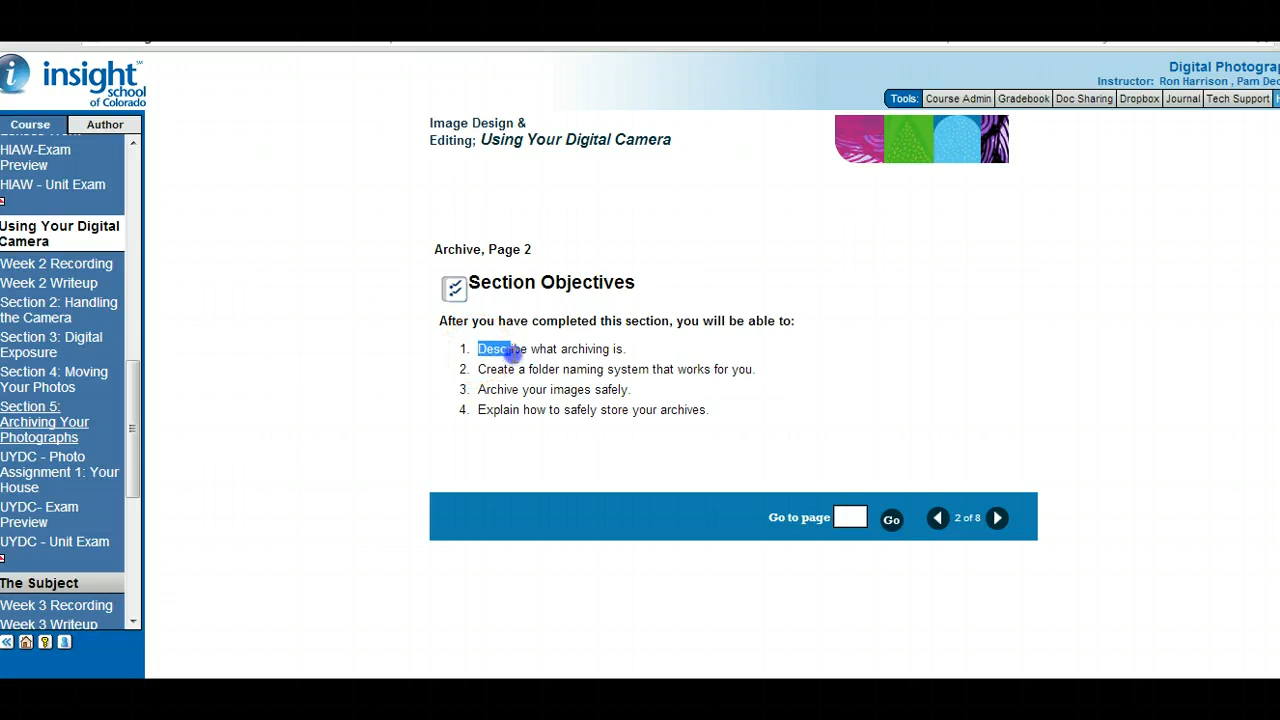 insight
school
of Colorado
Digital Photograp
Instructor: Ron Harrison , Pam Dec
Tools: Course Admin Gradebook Doc Sharing Dropbox Journal Tech Support
Course Author
HIAW-Exam
Preview
HIAW - Unit Exam
Using Your Digital
Camera
Week 2 Recording
Week 2 Writeup
Section 2: Handling
the Camera
Section 3: Digital
Exposure
Section 4: Moving
Your Photos
Section 5:
Archiving Your
Photographs
UYDC - Photo
Assignment 1: Your
House
UYDC- Exam
Preview
UYDC - Unit Exam
The Subject
Week 3 Recording
Week 3 Writeup
Image Design &
Editing; Using Your Digital Camera
Archive, Page 2
Section Objectives
After you have completed this section, you will be able to:
1. Describe what archiving is.
2. Create a folder naming system that works for you.
3. Archive your images safely.
4. Explain how to safely store your archives.
Go to page Go 2 of 8